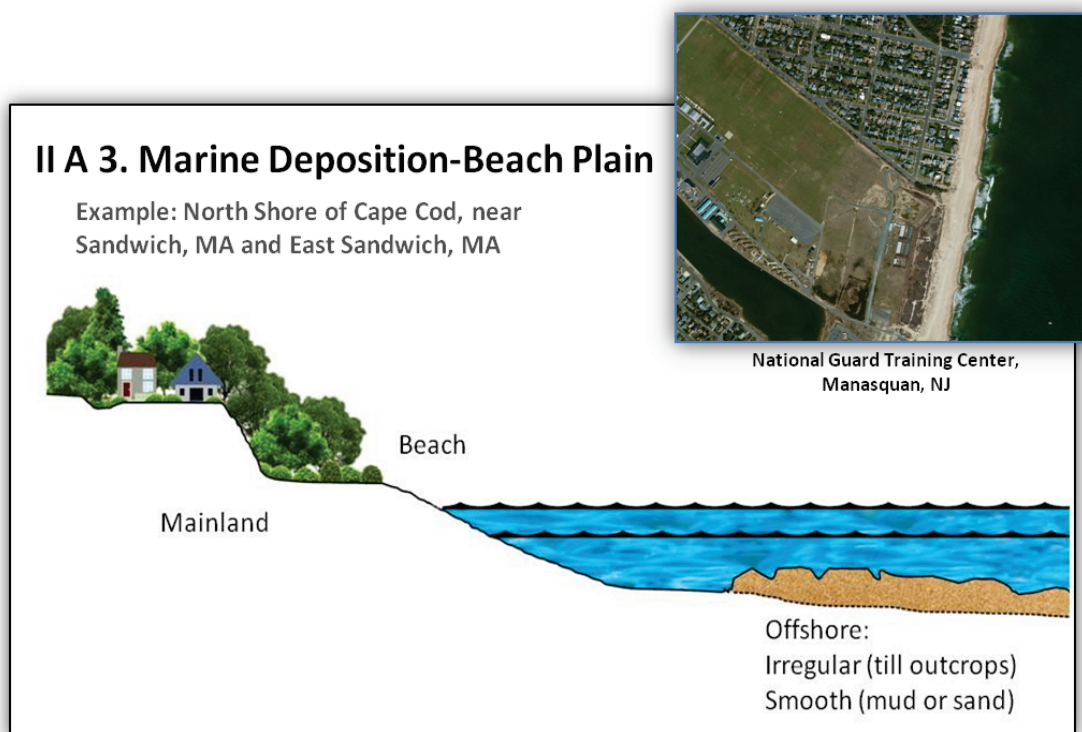 II A 3. Marine Deposition-Beach Plain
Example: North Shore of Cape Cod, near
Sandwich, MA and East Sandwich, MA
National Guard Training Center,
Manasquan, NJ
Beach
Mainland
Offshore:
Irregular (till outcrops)
Smooth (mud or sand)